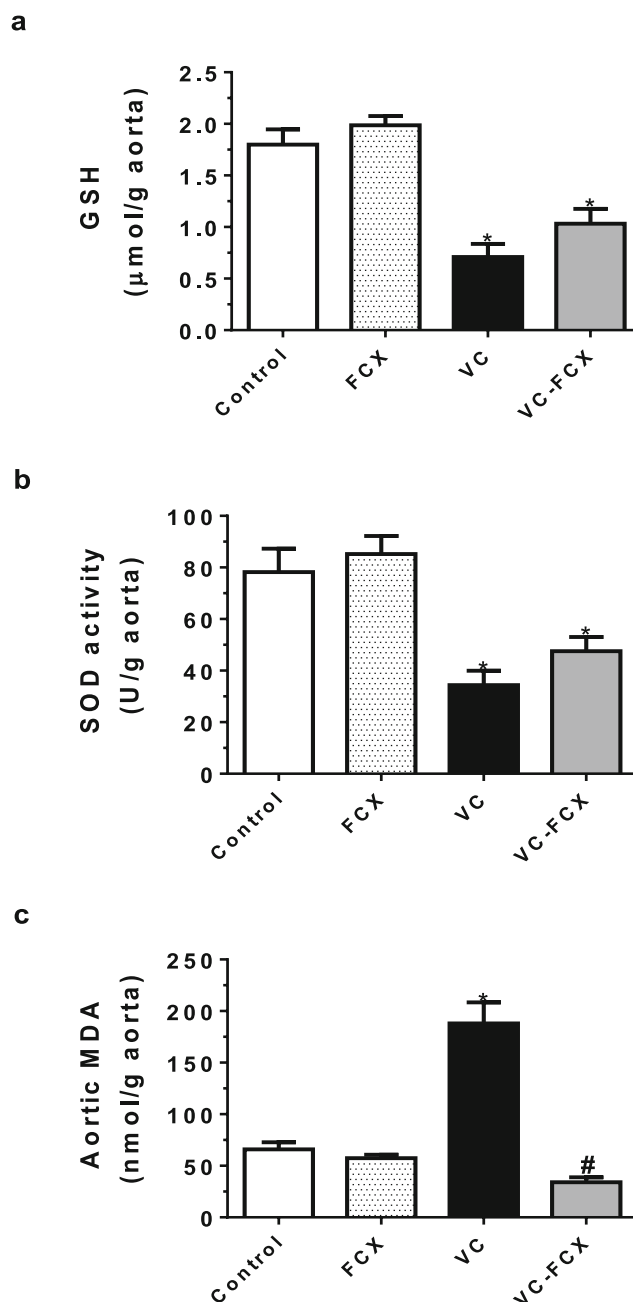 a
GSH
(µmol/g aorta)
2.5
2.0
1.5
1.0
0.5
0.0
*
*
Control
FCX
VC
VC-FCX
b
SOD activity
(U/g aorta)
100
80
60
40
20
0
*
*
Control
FCX
VC
VC-FCX
c
Aortic MDA
(nmol/g aorta)
250
200
150
100
50
0
*
#
Control
FCX
VC
VC-FCX